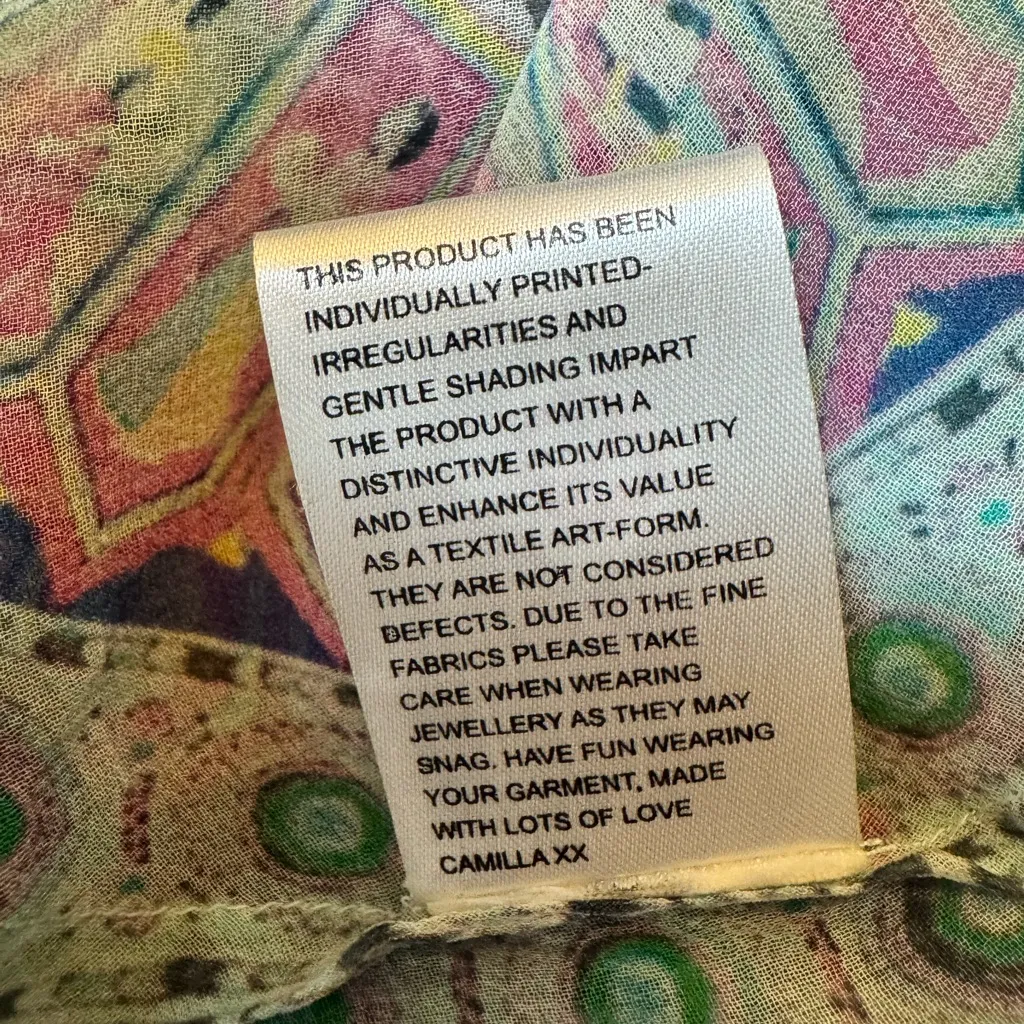 THIS PRODUCT HAS BEEN
INDIVIDUALLY PRINTED-
IRREGULARITIES AND
GENTLE SHADING IMPART
THE PRODUCT WITH A
DISTINCTIVE INDIVIDUALITY
AND ENHANCE ITS VALUE
AS A TEXTILE ART-FORM.
THEY ARE NOT CONSIDERED
DEFECTS. DUE TO THE FINE
FABRICS PLEASE TAKE
CARE WHEN WEARING
JEWELLERY AS THEY MAY
SNAG. HAVE FUN WEARING
YOUR GARMENT, MADE
WITH LOTS OF LOVE
CAMILLA XX